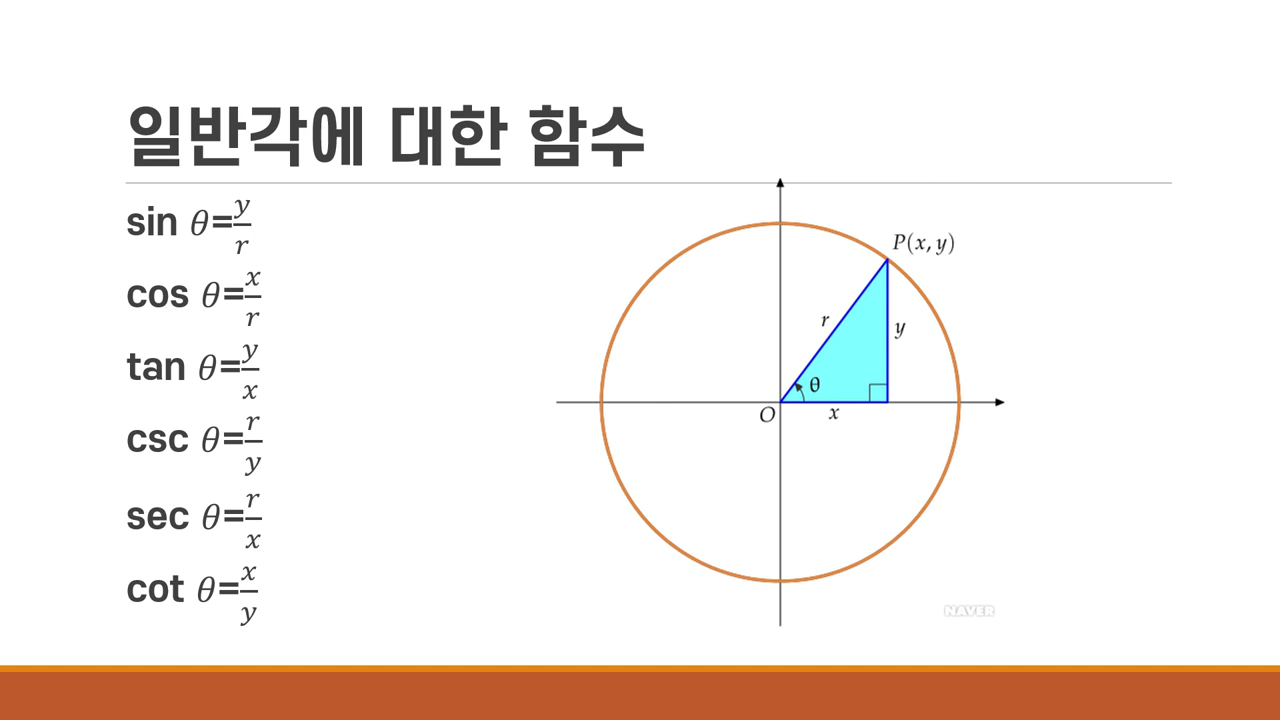 일반각에 대한 함수
sin θ=y/r
cos θ=x/r
tan θ=y/x
csc θ=r/y
sec θ=r/x
cot θ=x/y
P(x, y)
r
y
θ
O
x
NAVER